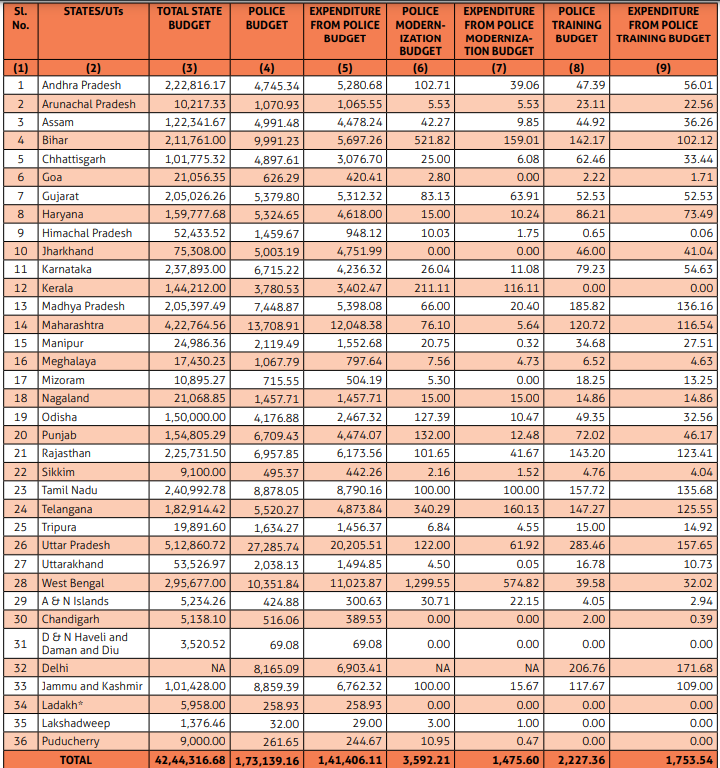 Sl. No. STATES/UTs TOTAL STATE BUDGET POLICE BUDGET EXPENDITURE FROM POLICE BUDGET POLICE MODERN-IZATION BUDGET EXPENDITURE FROM POLICE MODERNIZA-TION BUDGET POLICE TRAINING BUDGET EXPENDITURE FROM POLICE TRAINING BUDGET
(1) (2) (3) (4) (5) (6) (7) (8) (9)
1 Andhra Pradesh 2,22,816.17 4,745.34 5,280.68 102.71 39.06 47.39 56.01
2 Arunachal Pradesh 10,217.33 1,070.93 1,065.55 5.53 5.53 23.11 22.56
3 Assam 1,22,341.67 4,991.48 4,478.24 42.27 9.85 44.92 36.26
4 Bihar 2,11,761.00 9,991.23 5,697.26 521.82 159.01 142.17 102.12
5 Chhattisgarh 1,01,775.32 4,897.61 3,076.70 25.00 6.08 62.46 33.44
6 Goa 21,056.35 626.29 420.41 2.80 0.00 2.22 1.71
7 Gujarat 2,05,026.26 5,379.80 5,312.32 83.13 63.91 52.53 52.53
8 Haryana 1,59,777.68 5,324.65 4,618.00 15.00 10.24 86.21 73.49
9 Himachal Pradesh 52,433.52 1,459.67 948.12 10.03 1.75 0.65 0.06
10 Jharkhand 75,308.00 5,003.19 4,751.99 0.00 0.00 46.00 41.04
11 Karnataka 2,37,893.00 6,715.22 4,236.32 26.04 11.08 79.23 54.63
12 Kerala 1,44,212.00 3,780.53 3,402.47 211.11 116.11 0.00 0.00
13 Madhya Pradesh 2,05,397.49 7,448.87 5,398.08 66.00 20.40 185.82 136.16
14 Maharashtra 4,22,764.56 13,708.91 12,048.38 76.10 5.64 120.72 116.54
15 Manipur 24,986.36 2,119.49 1,552.68 20.75 0.32 34.68 27.51
16 Meghalaya 17,430.23 1,067.79 797.64 7.56 4.73 6.52 4.63
17 Mizoram 10,895.27 715.55 504.19 5.30 0.00 18.25 13.25
18 Nagaland 21,068.85 1,457.71 1,457.71 15.00 15.00 14.86 14.86
19 Odisha 1,50,000.00 4,176.88 2,467.32 127.39 10.47 49.35 32.56
20 Punjab 1,54,805.29 6,709.43 4,474.07 132.00 12.48 72.02 46.17
21 Rajasthan 2,25,731.50 6,957.85 6,173.56 101.65 41.67 143.20 123.41
22 Sikkim 9,100.00 495.37 442.26 2.16 1.52 4.76 4.04
23 Tamil Nadu 2,40,992.78 8,878.05 8,790.16 100.00 100.00 157.72 135.68
24 Telangana 1,82,914.42 5,520.27 4,873.84 340.29 160.13 147.27 125.55
25 Tripura 19,891.60 1,634.27 1,456.37 6.84 4.55 15.00 14.92
26 Uttar Pradesh 5,12,860.72 27,285.74 20,205.51 122.00 61.92 283.46 157.65
27 Uttarakhand 53,526.97 2,038.13 1,494.85 4.50 0.05 16.78 10.73
28 West Bengal 2,95,677.00 10,351.84 11,023.87 1,299.55 574.82 39.58 32.02
29 A & N Islands 5,234.26 424.88 300.63 30.71 22.15 4.05 2.94
30 Chandigarh 5,138.10 516.06 389.53 0.00 0.00 2.00 0.39
31 D & N Haveli and Daman and Diu 3,520.52 69.08 69.08 0.00 0.00 0.00 0.00
32 Delhi NA 8,165.09 6,903.41 NA NA 206.76 171.68
33 Jammu and Kashmir 1,01,428.00 8,859.39 6,762.32 100.00 15.67 117.67 109.00
34 Ladakh* 5,958.00 258.93 258.93 0.00 0.00 0.00 0.00
35 Lakshadweep 1,376.46 32.00 29.00 3.00 1.00 0.00 0.00
36 Puducherry 9,000.00 261.65 244.67 10.95 0.47 0.00 0.00
TOTAL 42,44,316.68 1,73,139.16 1,41,406.11 3,592.21 1,475.60 2,227.36 1,753.54